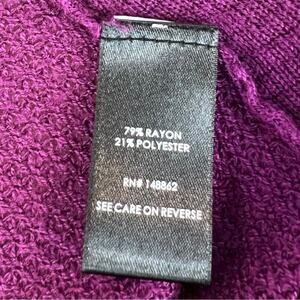 79% RAYON
21% POLYESTER
RN# 148862
SEE CARE ON REVERSE